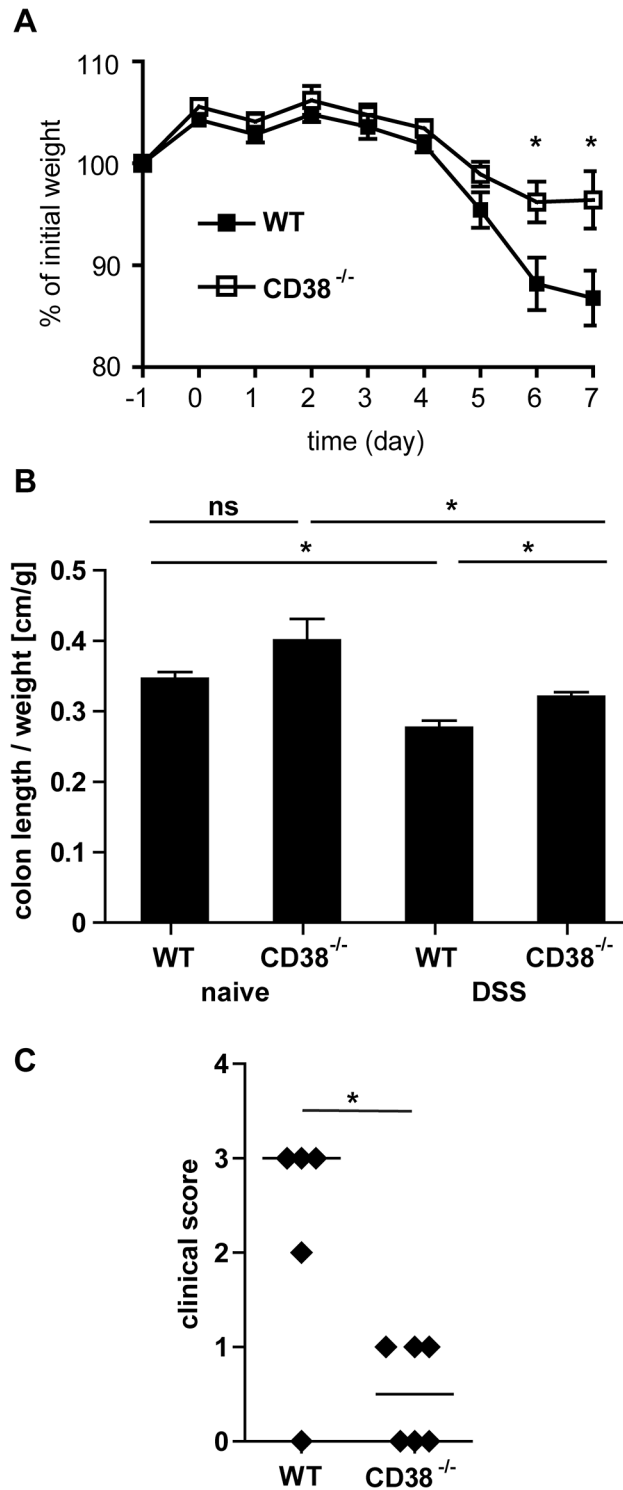 A
110
100
90
80
% of initial weight
* *
WT
CD38 -/-
-1 0 1 2 3 4 5 6 7
time (day)
B
ns *
* *
colon length / weight [cm/g]
0.5
0.4
0.3
0.2
0.1
0
WT CD38-/- WT CD38-/-
naive DSS
C
clinical score
4
3
2
1
0
*
WT CD38-/-